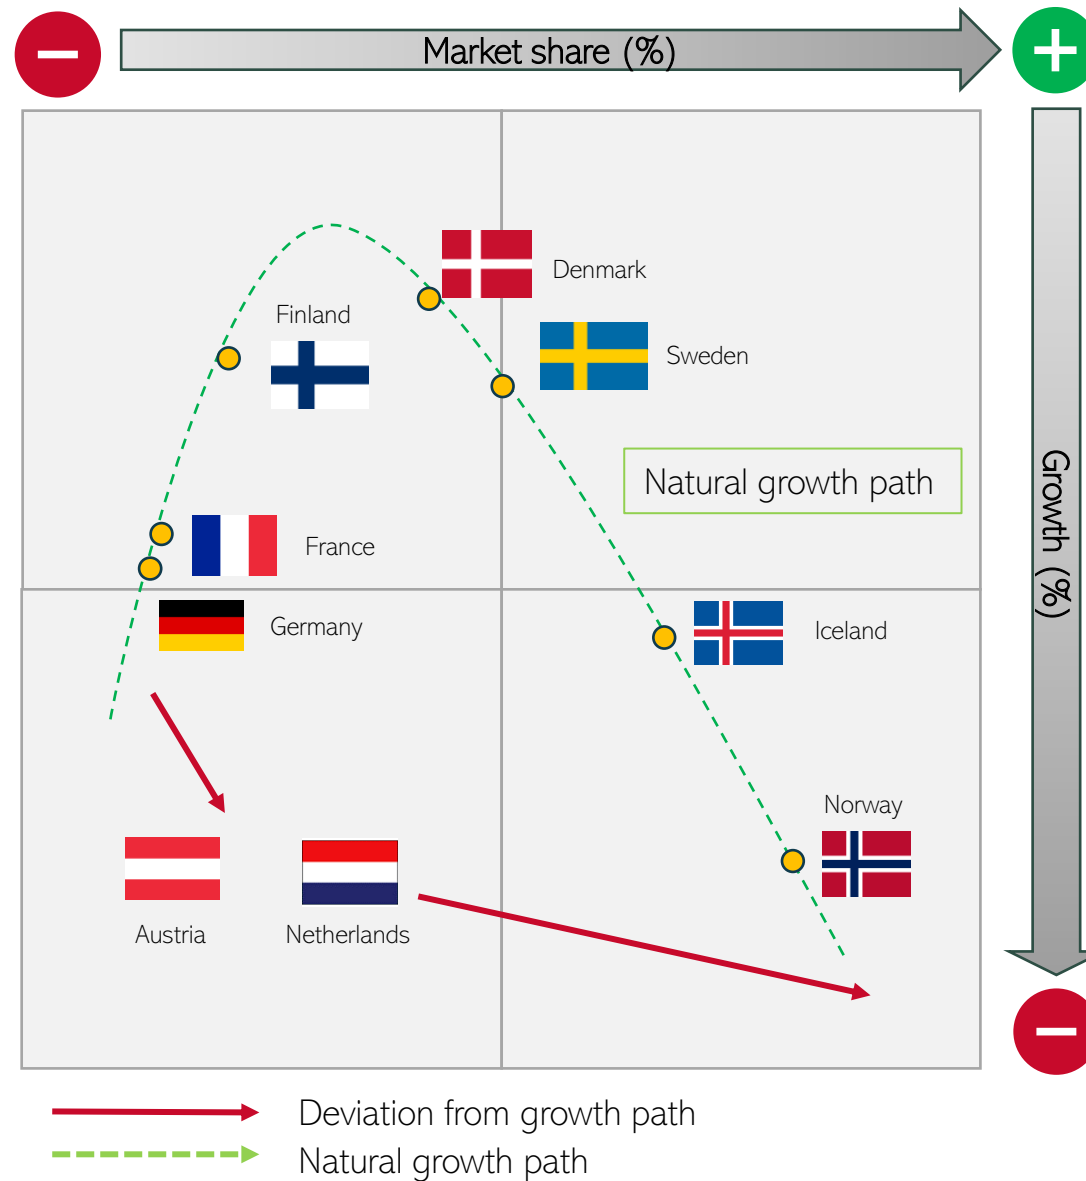 Market share (%)
Denmark
Finland
Sweden
Natural growth path
Growth (%)
France
Germany
Iceland
Norway
Austria
Netherlands
Deviation from growth path
Natural growth path